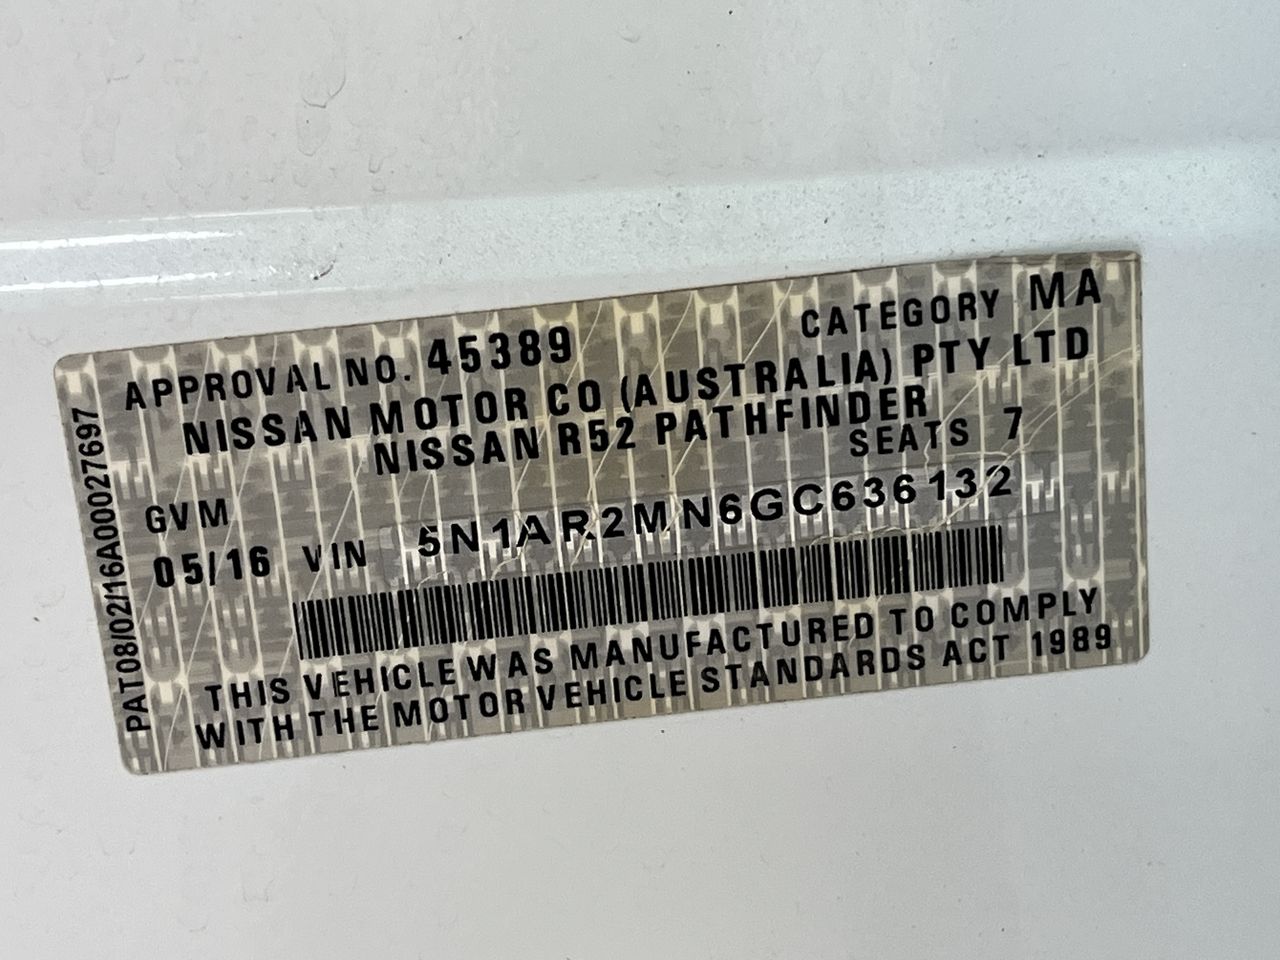 APPROVAL NO. 45389 CATEGORY MA
NISSAN MOTOR CO (AUSTRALIA) PTY LTD
NISSAN R52 PATHFINDER
SEATS 7
GVM
05/16 VIN 5N1AR2MN6GC636132
THIS VEHICLE WAS MANUFACTURED TO COMPLY
WITH THE MOTOR VEHICLE STANDARDS ACT 1989
PAT08/02/16A000027697